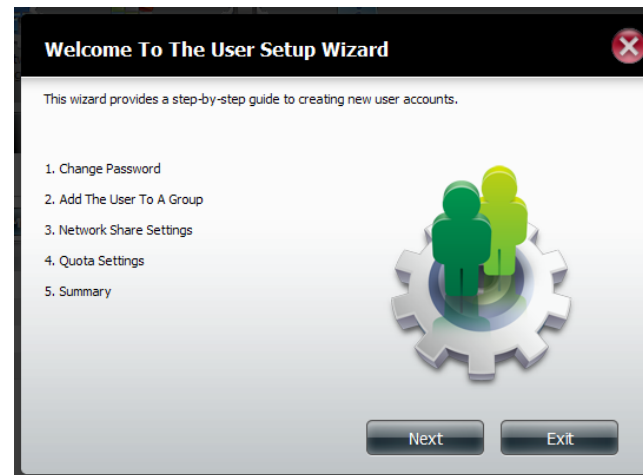 Welcome To The User Setup Wizard
This wizard provides a step-by-step guide to creating new user accounts.
1. Change Password
2. Add The User To A Group
3. Network Share Settings
4. Quota Settings
5. Summary
Next Exit